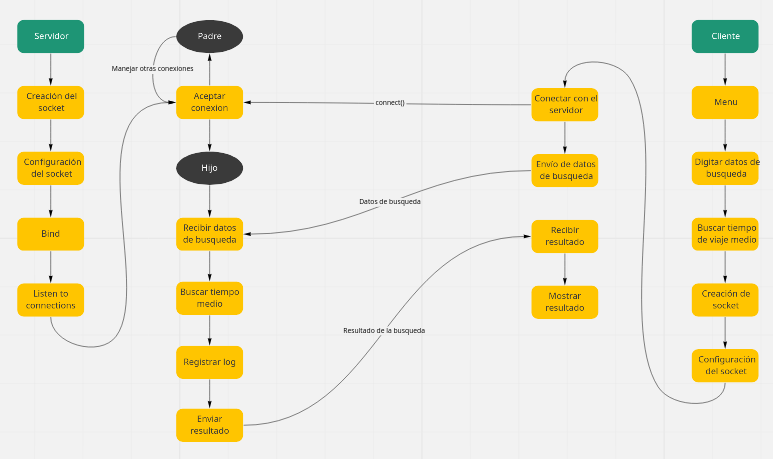 Servidor
Creación del
socket
Configuración
del socket
Bind
Listen to
connections
Padre
Manejar otras conexiones
Aceptar
conexion
Hijo
Recibir datos
de busqueda
Buscar tiempo
medio
Registrar log
Enviar
resultado
connect()
Datos de busqueda
Resultado de la busqueda
Conectar con el
servidor
Envío de datos
de busqueda
Recibir
resultado
Mostrar
resultado
Cliente
Menu
Digitar datos de
busqueda
Buscar tiempo
de viaje medio
Creación de
socket
Configuración
del socket